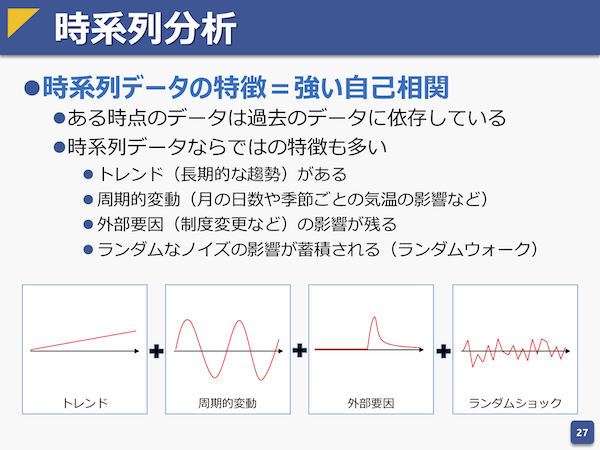 時系列分析
●時系列データの特徴＝強い自己相関
●ある時点のデータは過去のデータに依存している
●時系列データならではの特徴も多い
●トレンド（長期的な趨勢）がある
●周期的変動（月の日数や季節ごとの気温の影響など）
●外部要因（制度変更など）の影響が残る
●ランダムなノイズの影響が蓄積される（ランダムウォーク）
トレンド
周期的変動
外部要因
ランダムショック
27